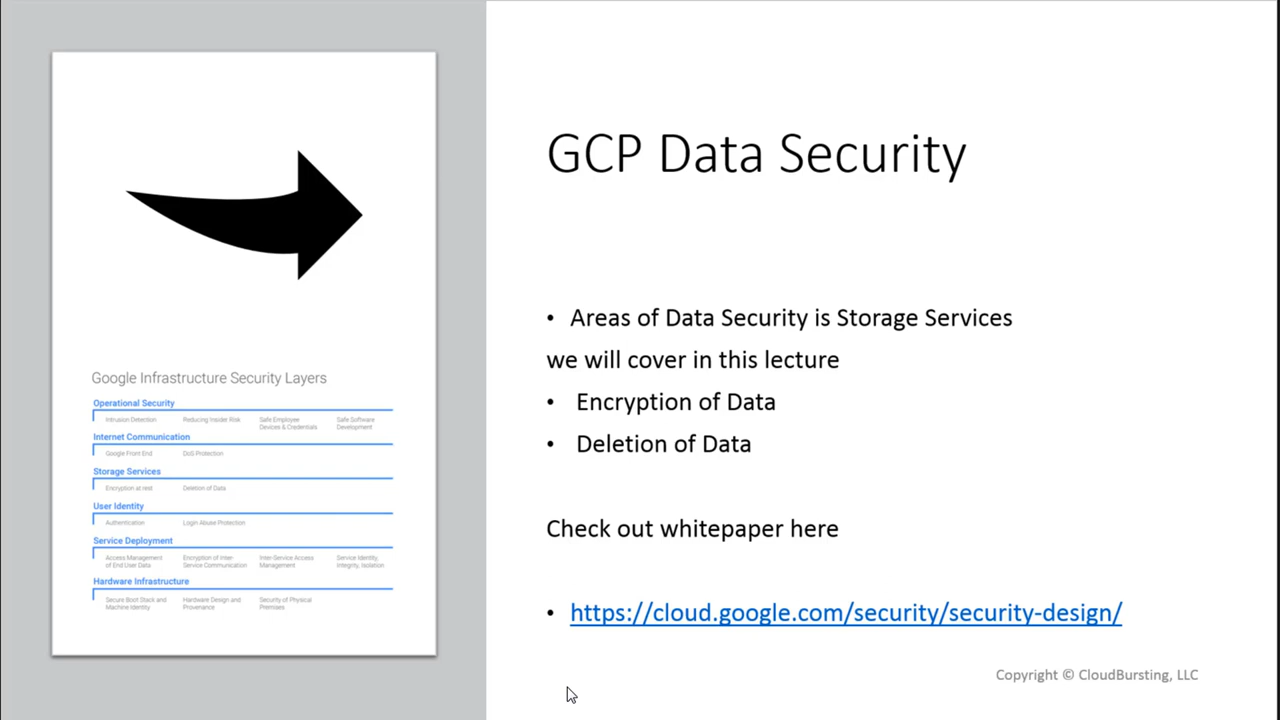 GCP Data Security
• Areas of Data Security is Storage Services
we will cover in this lecture
• Encryption of Data
• Deletion of Data
Check out whitepaper here
• https://cloud.google.com/security/security-design/
Copyright © CloudBursting, LLC
Google Infrastructure Security Layers
Operational Security
Intrusion Detection Reducing Insider Risk Safe Employee Safe Software
Devices & Credentials Development
Internet Communication
Google Front End DoS Protection
Storage Services
Encryption at rest Deletion of Data
User Identity
Authentication Login Abuse Protection
Service Deployment
Access Management Encryption of Inter- Inter-Service Access Service Identity,
of End User Data Service Communication Management Integrity, Isolation
Hardware Infrastructure
Secure Boot Stack and Hardware Design and Security of Physical
Machine Identity Provenance Premises